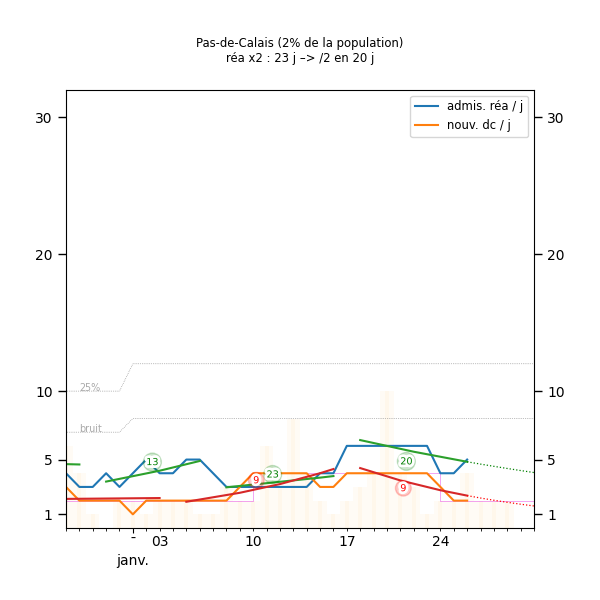 Pas-de-Calais (2% de la population)
réa x2 : 23 j –> /2 en 20 j
admis. réa / j
nouv. dc / j
30 30
20 20
25%
10 10
bruit
13 9 23 20 9
5 5
1 1
- 03 10 17 24
janv.